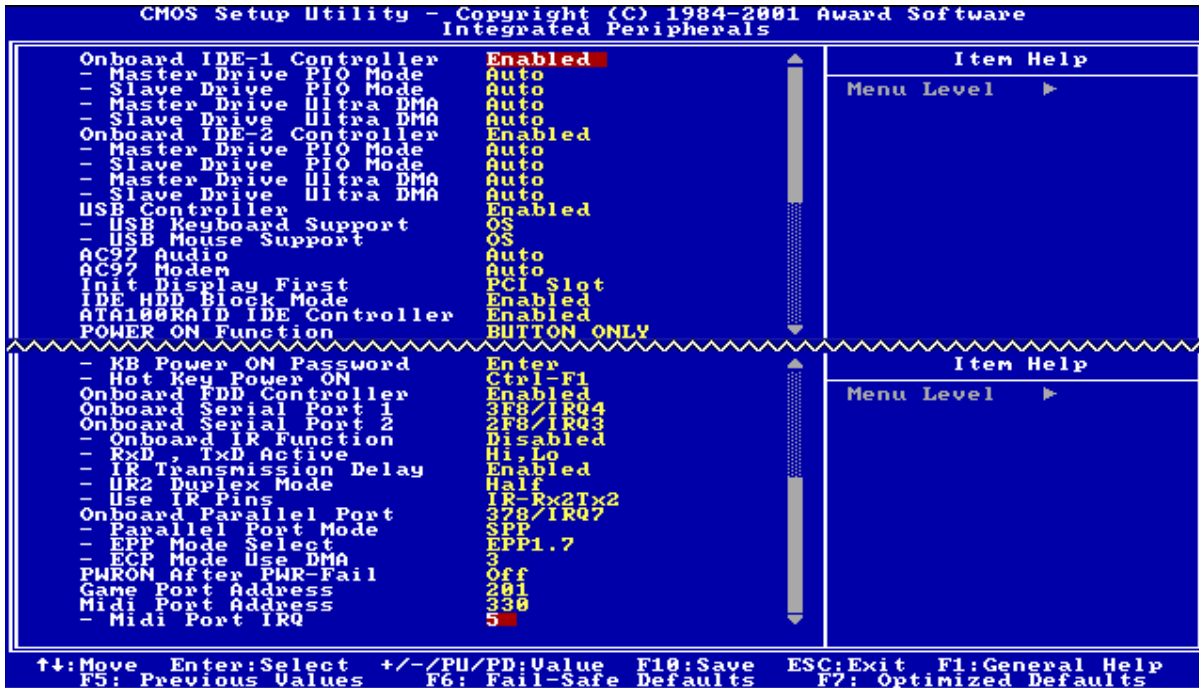 CMOS Setup Utility - Copyright (C) 1984-2001 Award Software
Integrated Peripherals
Onboard IDE-1 Controller Enabled
- Master Drive PIO Mode Auto
- Slave Drive PIO Mode Auto
- Master Drive Ultra DMA Auto
- Slave Drive Ultra DMA Auto
Onboard IDE-2 Controller Enabled
- Master Drive PIO Mode Auto
- Slave Drive PIO Mode Auto
- Master Drive Ultra DMA Auto
- Slave Drive Ultra DMA Auto
USB Controller Enabled
- USB Keyboard Support OS
- USB Mouse Support OS
AC97 Audio Auto
AC97 Modem Auto
Init Display First PCI Slot
IDE HDD Block Mode Enabled
ATA100RAID IDE Controller Enabled
POWER ON Function BUTTON ONLY
Item Help
Menu Level ►
- KB Power ON Password Enter
- Hot Key Power ON Ctrl-F1
Onboard FDD Controller Enabled
Onboard Serial Port 1 3F8/IRQ4
Onboard Serial Port 2 2F8/IRQ3
- Onboard IR Function Disabled
- RxD , TxD Active Hi,Lo
- IR Transmission Delay Enabled
- UR2 Duplex Mode Half
- Use IR Pins IR-Rx2Tx2
Onboard Parallel Port 378/IRQ7
- Parallel Port Mode SPP
- EPP Mode Select EPP1.7
- ECP Mode Use DMA 3
PWRON After PWR-Fail Off
Game Port Address 201
Midi Port Address 330
- Midi Port IRQ 5
Item Help
Menu Level ►
↑↓:Move Enter:Select +/-/PU/PD:Value F10:Save ESC:Exit F1:General Help
F5: Previous Values F6: Fail-Safe Defaults F7: Optimized Defaults